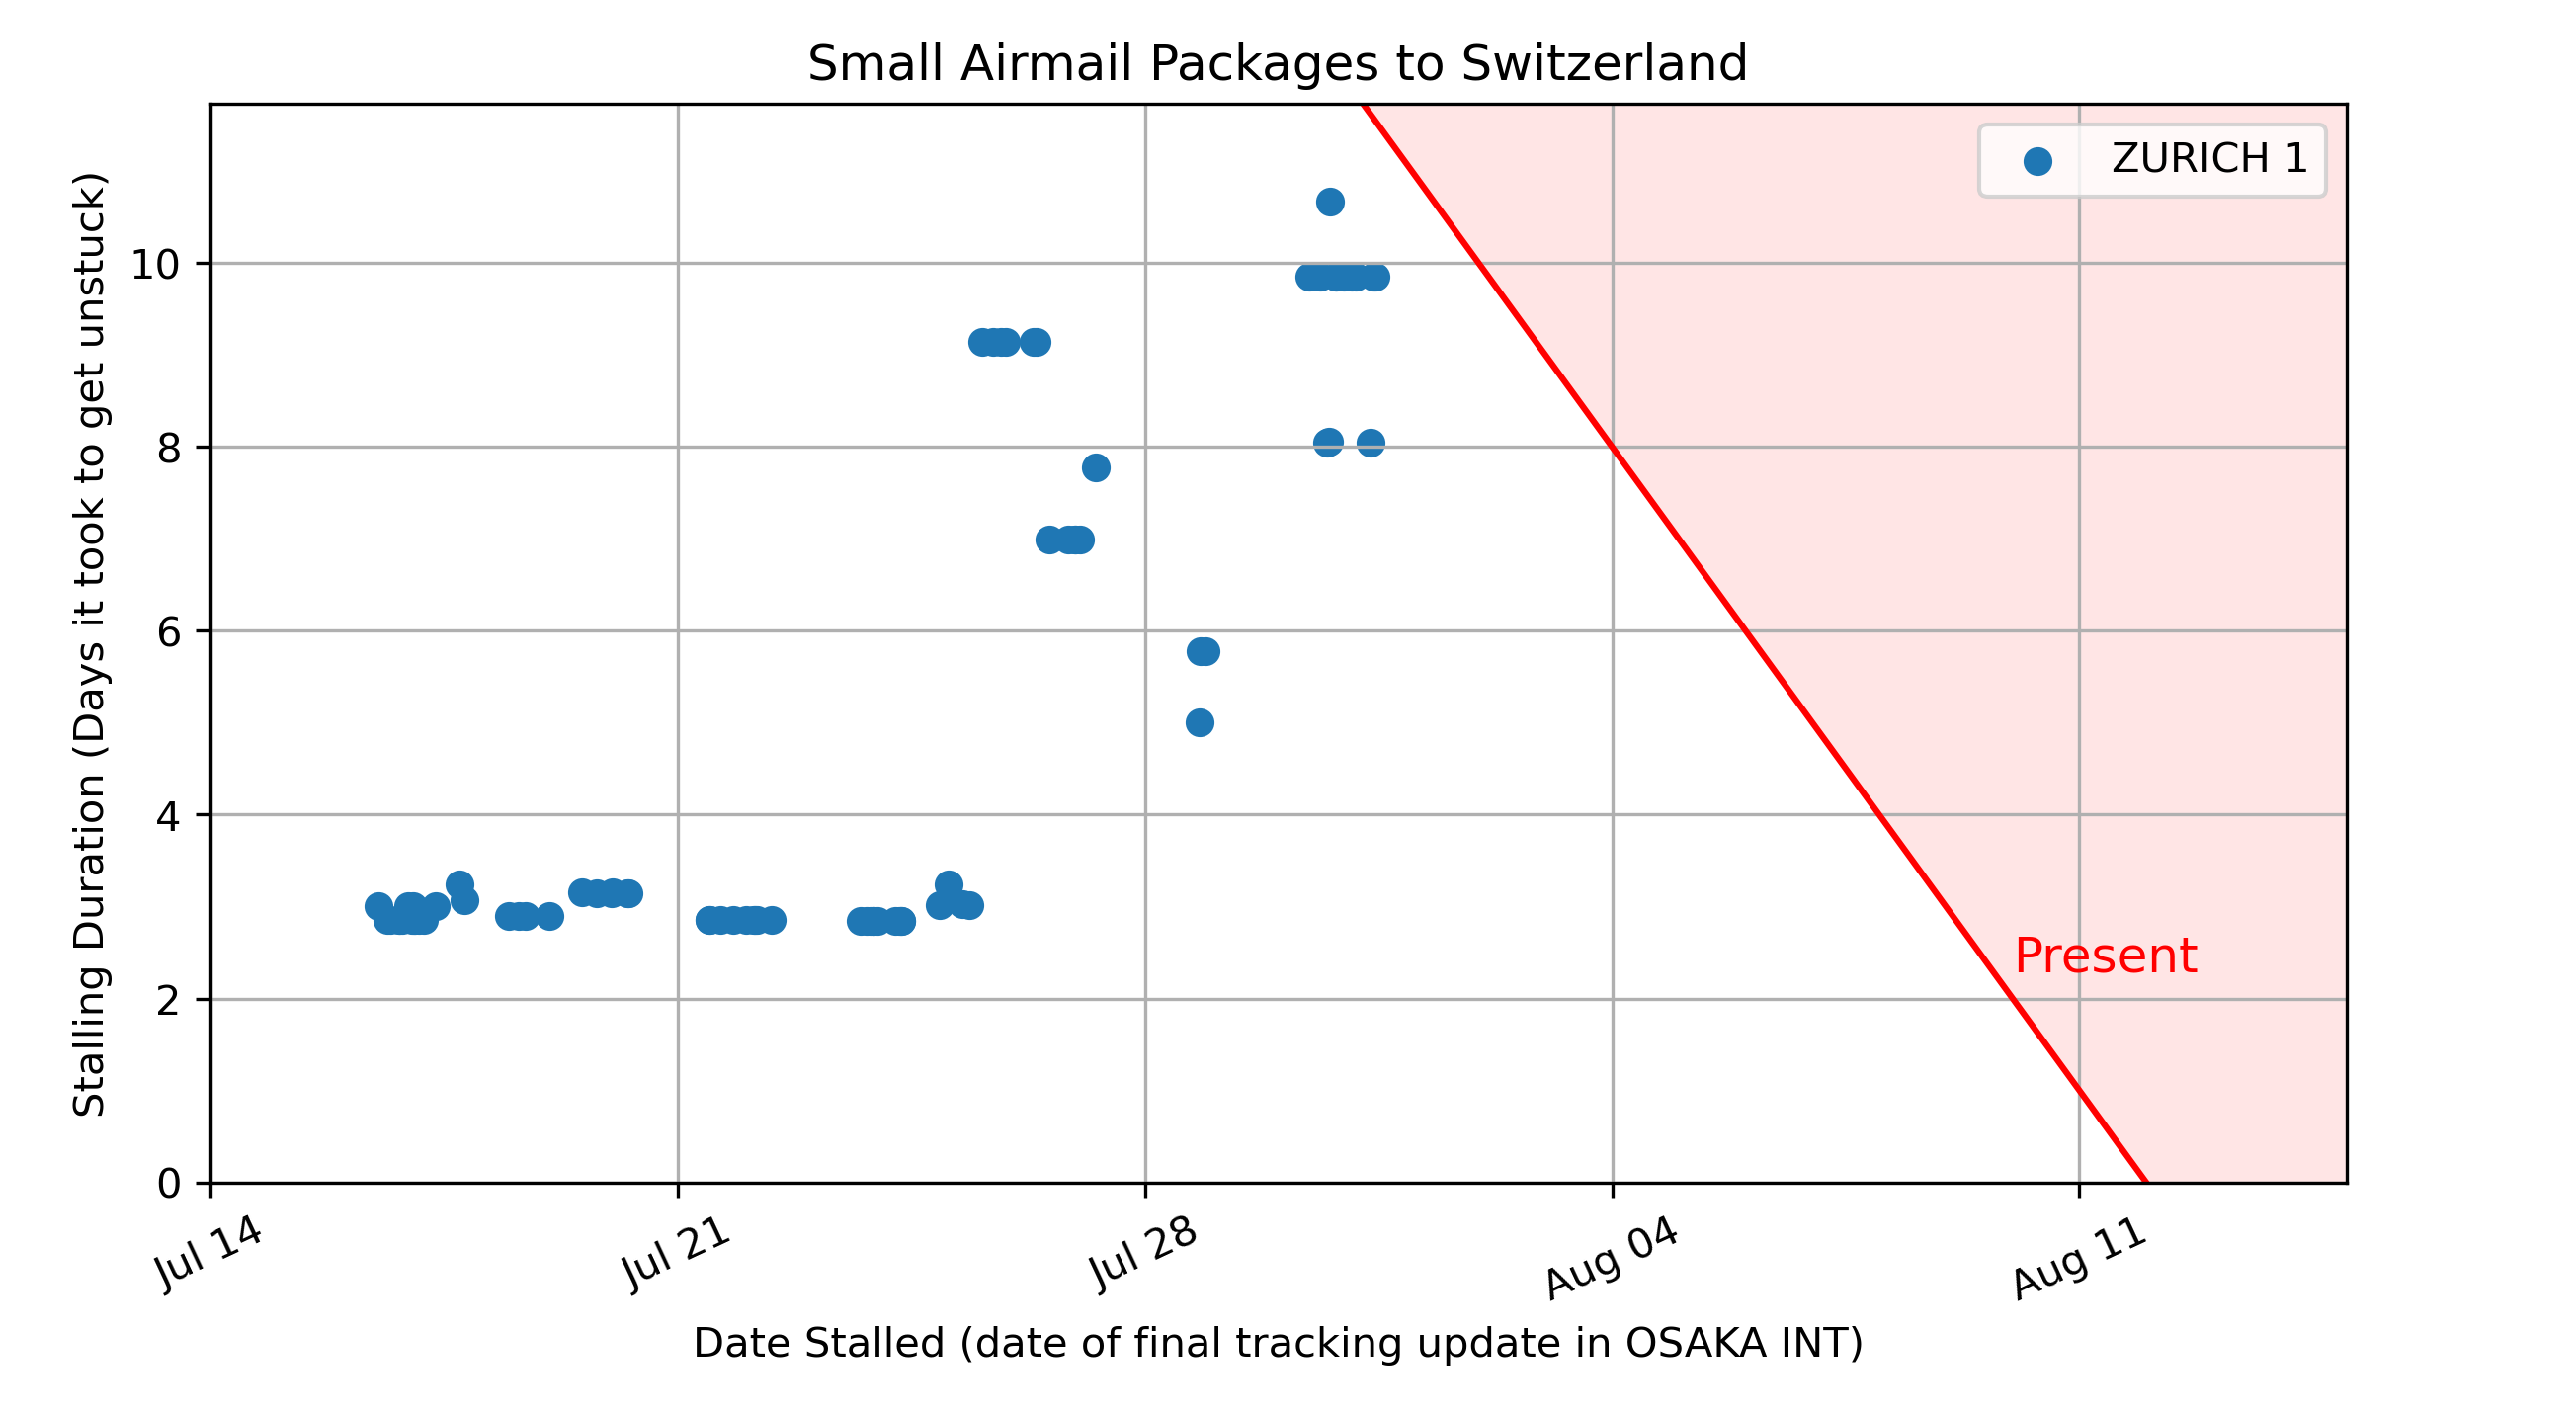 Small Airmail Packages to Switzerland
ZURICH 1
Stalling Duration (Days it took to get unstuck)
10
8
6
4
2
0
Present
Jul 14
Jul 21
Jul 28
Aug 04
Aug 11
Date Stalled (date of final tracking update in OSAKA INT)